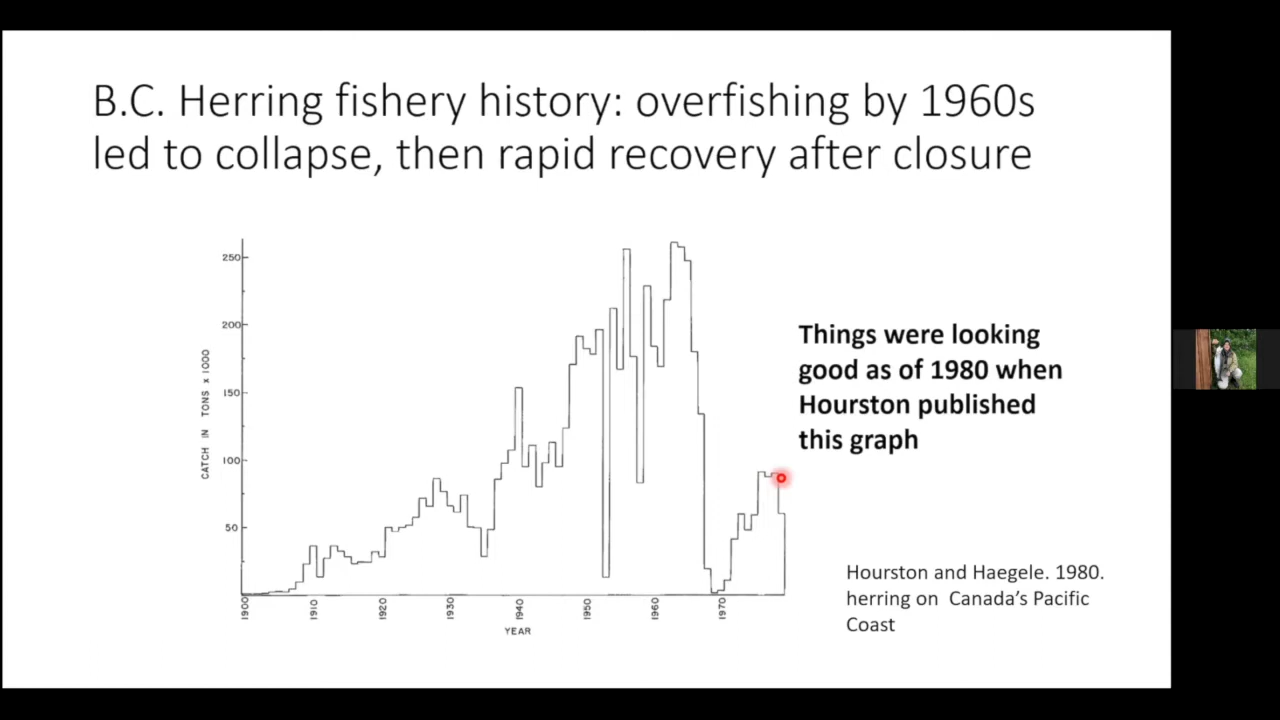 B.C. Herring fishery history: overfishing by 1960s
led to collapse, then rapid recovery after closure
250
200
150
100
50
CATCH IN TONS x 1000
1900
1910
1920
1930
1940
1950
1960
1970
YEAR
Things were looking
good as of 1980 when
Hourston published
this graph
Hourston and Haegele. 1980.
herring on Canada's Pacific
Coast